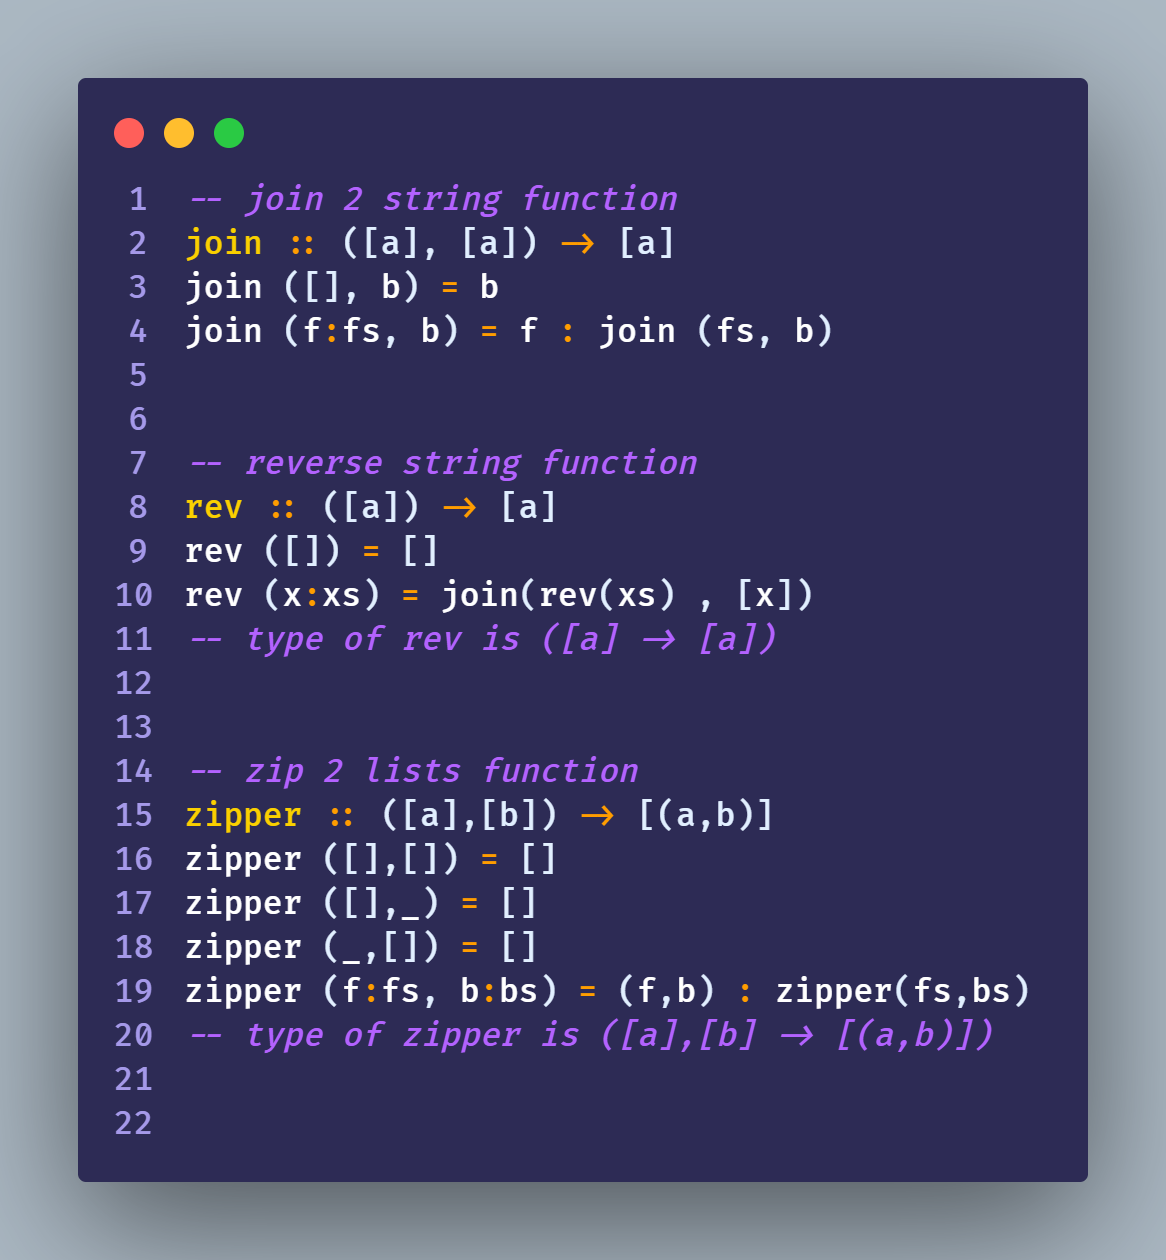 1 -- join 2 string function
2 join :: ([a], [a]) -> [a]
3 join ([], b) = b
4 join (f:fs, b) = f : join (fs, b)
5
6
7 -- reverse string function
8 rev :: ([a]) -> [a]
9 rev ([]) = []
10 rev (x:xs) = join(rev(xs) , [x])
11 -- type of rev is ([a] -> [a])
12
13
14 -- zip 2 lists function
15 zipper :: ([a],[b]) -> [(a,b)]
16 zipper ([],[]) = []
17 zipper ([],_) = []
18 zipper (_,[]) = []
19 zipper (f:fs, b:bs) = (f,b) : zipper(fs,bs)
20 -- type of zipper is ([a],[b] -> [(a,b)])
21
22